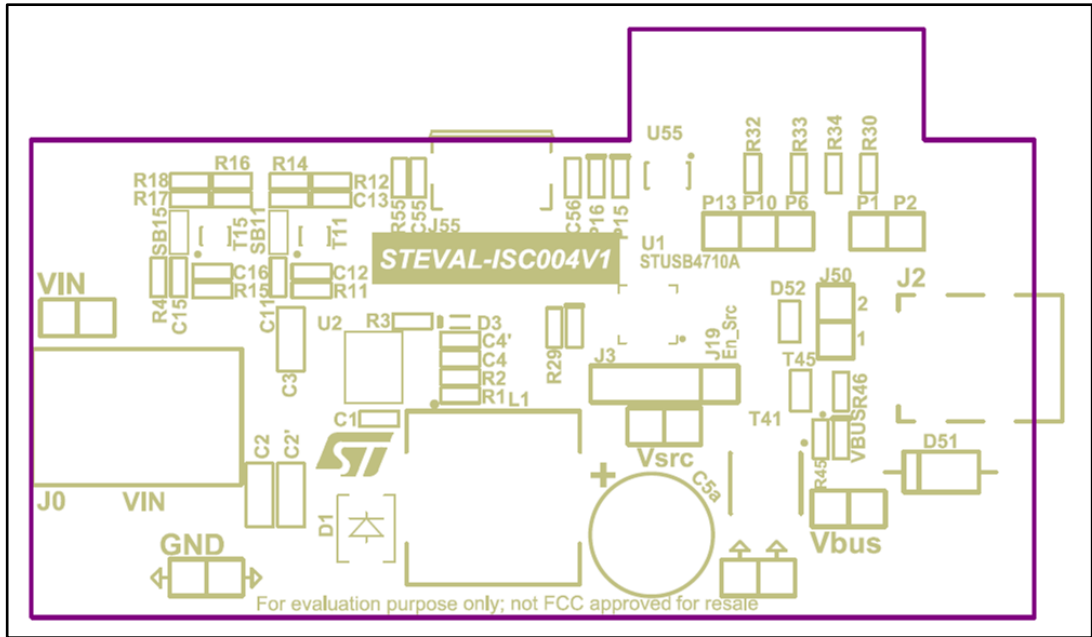 U55
R32
R33
R34
R30
R16
R14
R18
R12
R17
C13
R55
C55
C56
P16
P15
P13 P10 P6
P1 P2
SB15
T15
SB11
T11
J55
U1
STUSB4710A
STEVAL-ISC004V1
VIN
R4
C15
C16
R15
C11
C12
R11
D52
J50
J2
2
1
U2
R3
D3
C4'
C4
R2
R1
L1
R29
J3
J19
En_Src
T45
R46
C3
C1
T41
VBUS
R45
D51
Vsrc
C2
C2'
ST
+
C5a
J0
VIN
D1
Vbus
GND
For evaluation purpose only; not FCC approved for resale